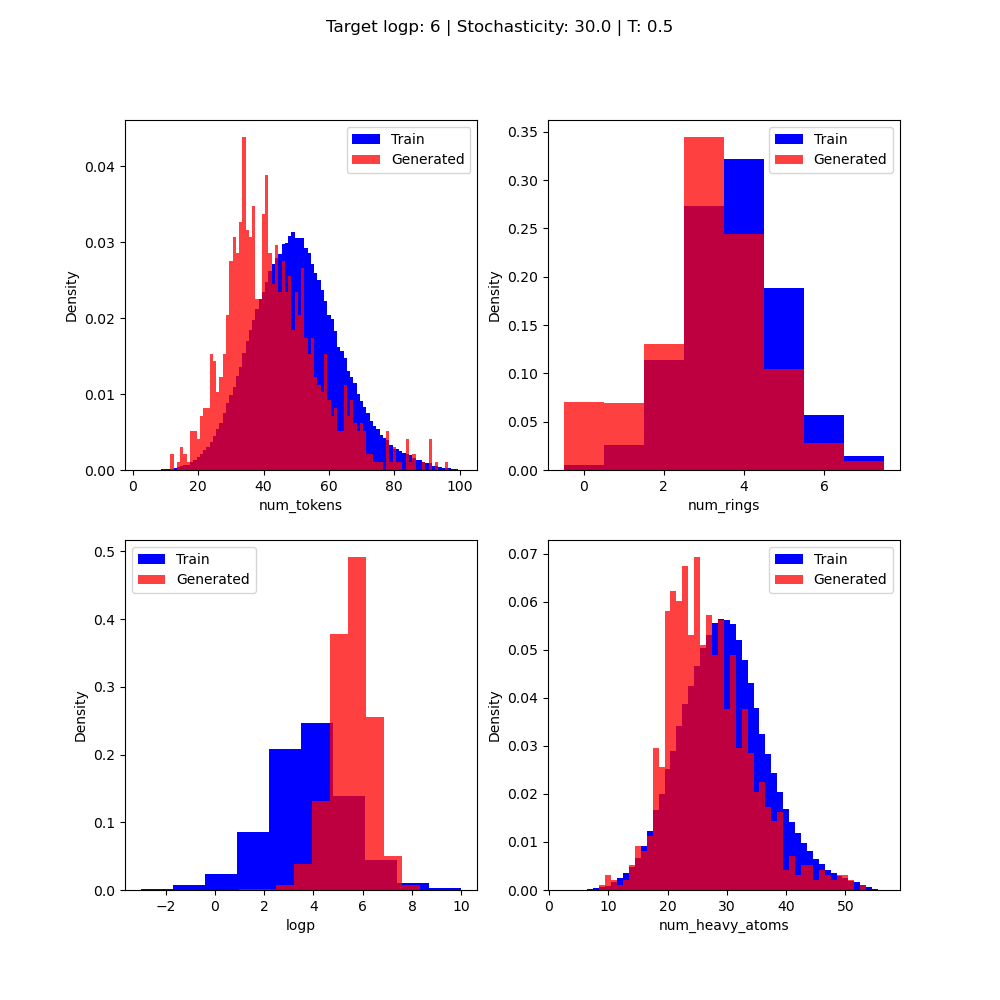 Target logp: 6 | Stochasticity: 30.0 | T: 0.5
Train
Generated
Density
0.04
0.03
0.02
0.01
0.00
0 20 40 60 80 100
num_tokens
Train
Generated
Density
0.35
0.30
0.25
0.20
0.15
0.10
0.05
0.00
0 2 4 6
num_rings
Train
Generated
Density
0.5
0.4
0.3
0.2
0.1
0.0
−2 0 2 4 6 8 10
logp
Train
Generated
Density
0.07
0.06
0.05
0.04
0.03
0.02
0.01
0.00
0 10 20 30 40 50
num_heavy_atoms